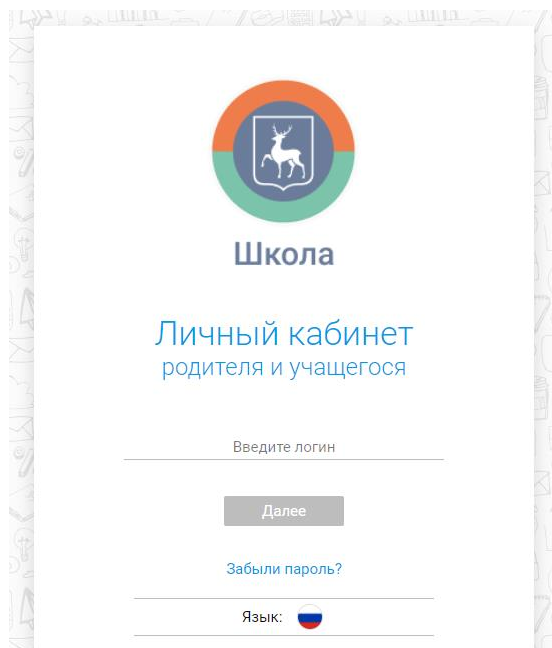 Школа
Личный кабинет
родителя и учащегося
Введите логин
Далее
Забыли пароль?
Язык: